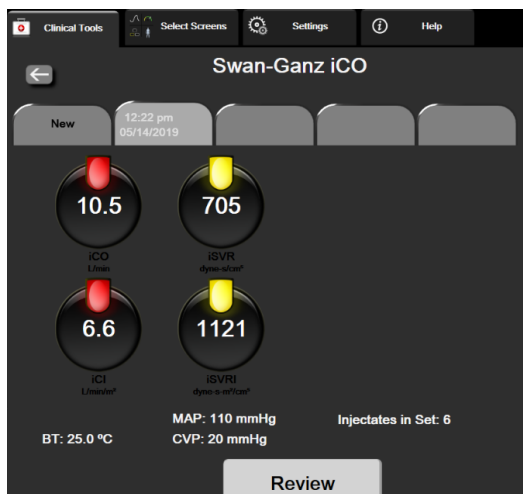 Clinical Tools
Select Screens
Settings
Help
Swan-Ganz iCO
New
12:22 pm
05/14/2019
10.5
iCO
L/min
705
iSVR
dyne-s/cm⁵
6.6
iCI
L/min/m²
1121
iSVRI
dyne-s-m²/cm⁵
MAP: 110 mmHg
Injectates in Set: 6
BT: 25.0 ºC
CVP: 20 mmHg
Review